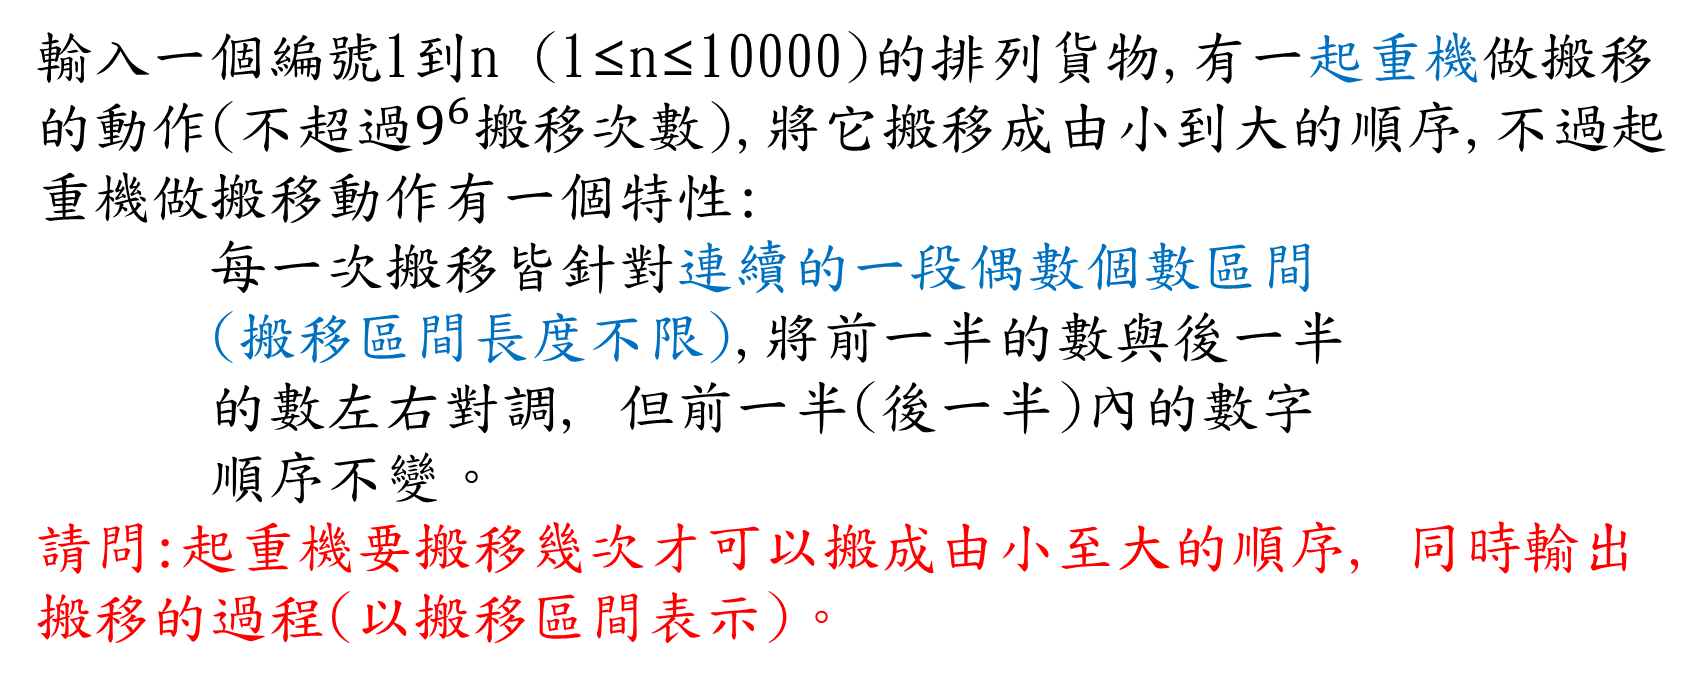 輸入一個編號1到n (1≤n≤10000)的排列貨物,有一起重機做搬移
的動作(不超過9⁶搬移次數),將它搬移成由小到大的順序,不過起
重機做搬移動作有一個特性:
每一次搬移皆針對連續的一段偶數個數區間
(搬移區間長度不限),將前一半的數與後一半
的數左右對調, 但前一半(後一半)內的數字
順序不變。
請問:起重機要搬移幾次才可以搬成由小至大的順序, 同時輸出
搬移的過程(以搬移區間表示)。